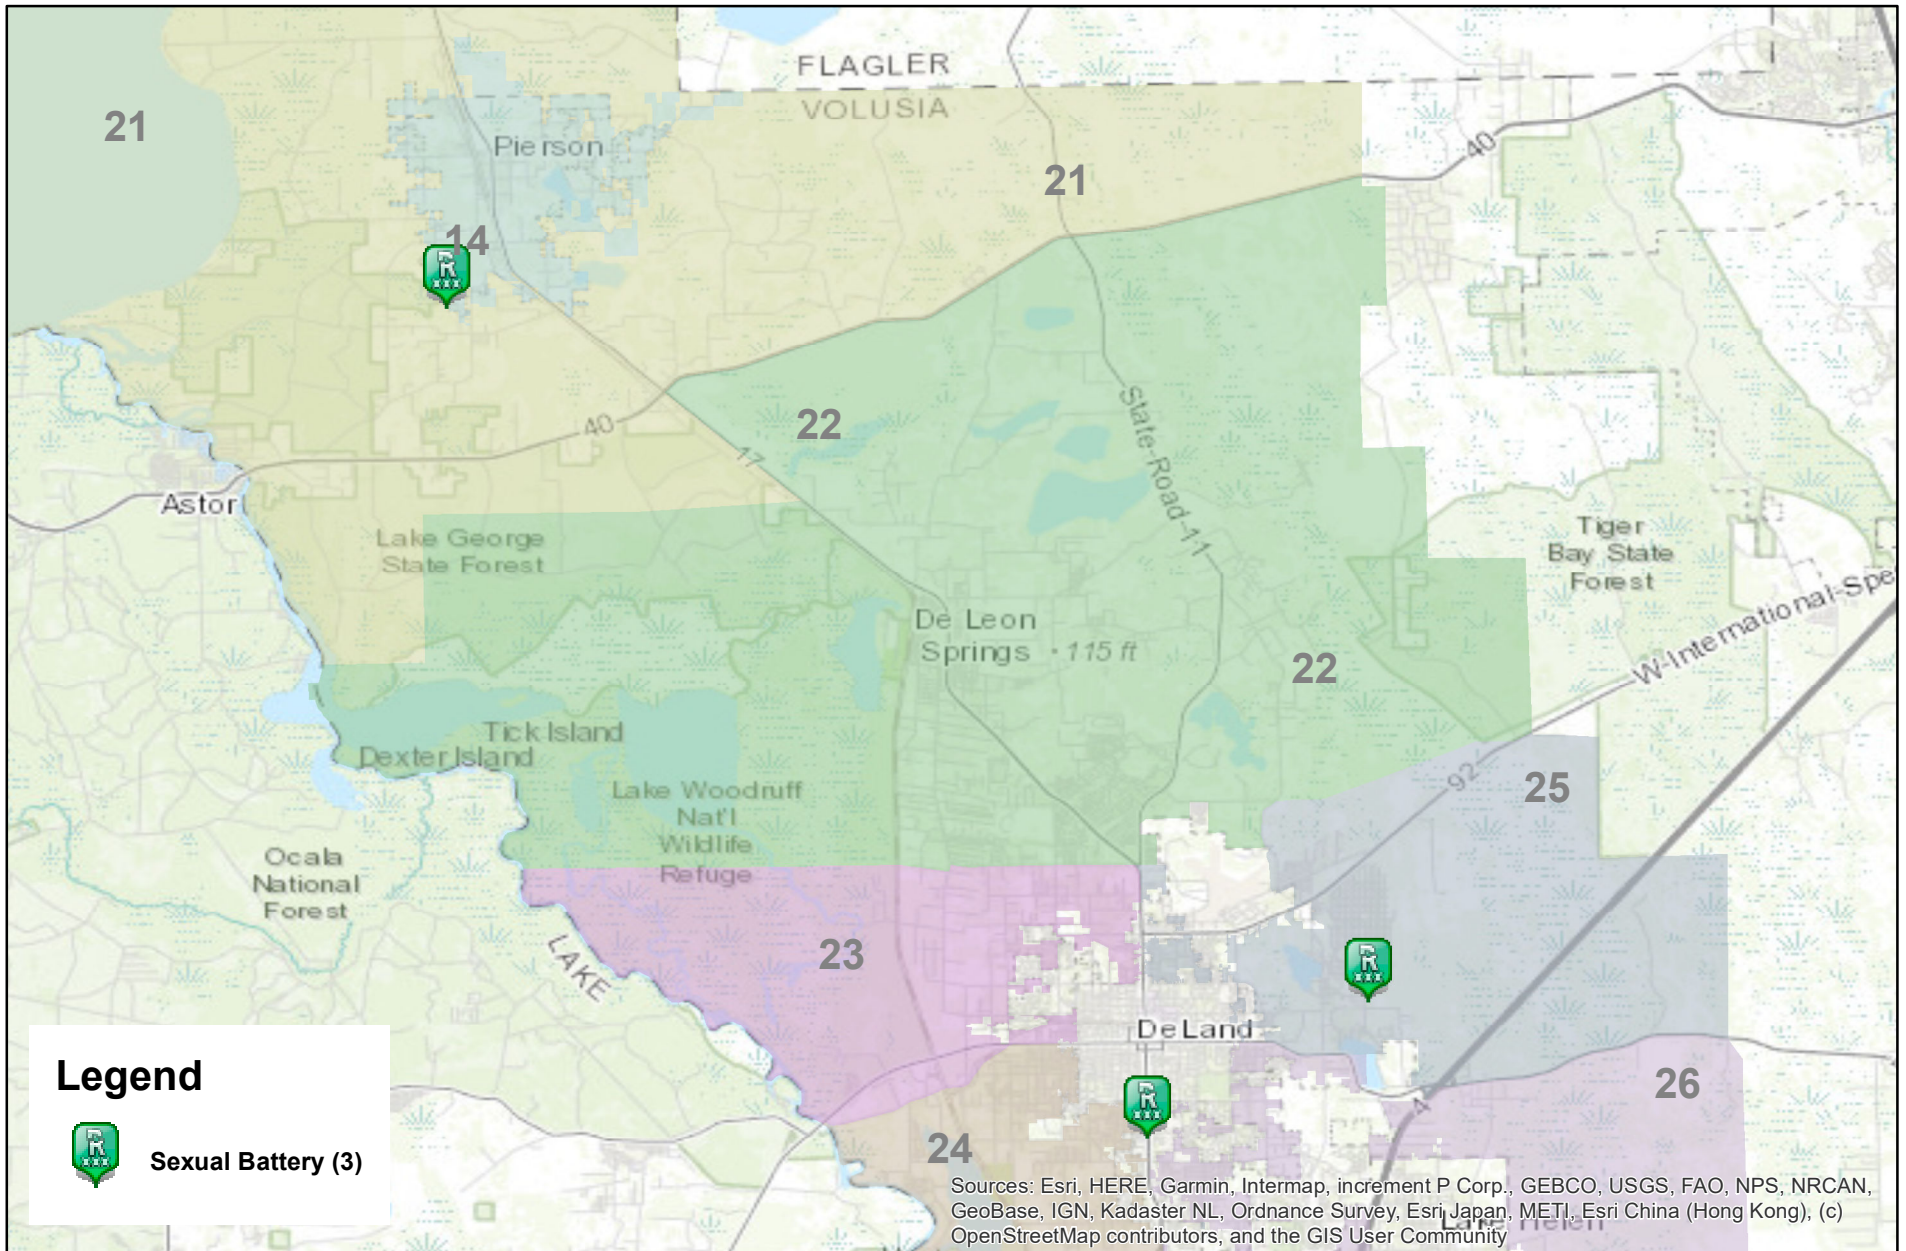 FLAGLER
VOLUSIA
40
21
Pierson
21
14
R
22
40
17
State-Road-11
Astor
Lake George
State Forest
Tiger
Bay State
Forest
W-International-Spe
De Leon
Springs
115 ft
22
Tick Island
Dexter Island
92
25
Lake Woodruff
Nat'l
Wildlife
Refuge
Ocala
National
Forest
23
LAKE
R
DeLand
26
4
R
24
Legend
R
Sexual Battery (3)
Sources: Esri, HERE, Garmin, Intermap, increment P Corp., GEBCO, USGS, FAO, NPS, NRCAN,
GeoBase, IGN, Kadaster NL, Ordnance Survey, Esri Japan, METI, Esri China (Hong Kong), (c)
OpenStreetMap contributors, and the GIS User Community
Lake Helen